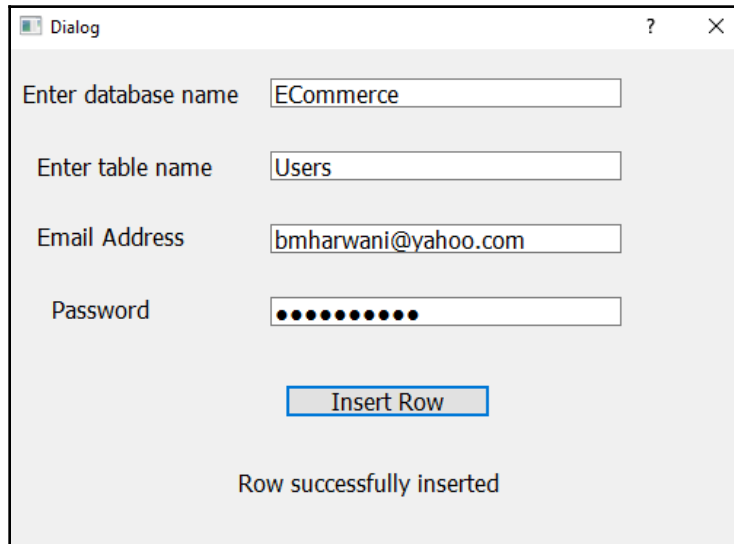 Dialog ? ×
Enter database name ECommerce
Enter table name Users
Email Address bmharwani@yahoo.com
Password ●●●●●●●●●●
Insert Row
Row successfully inserted